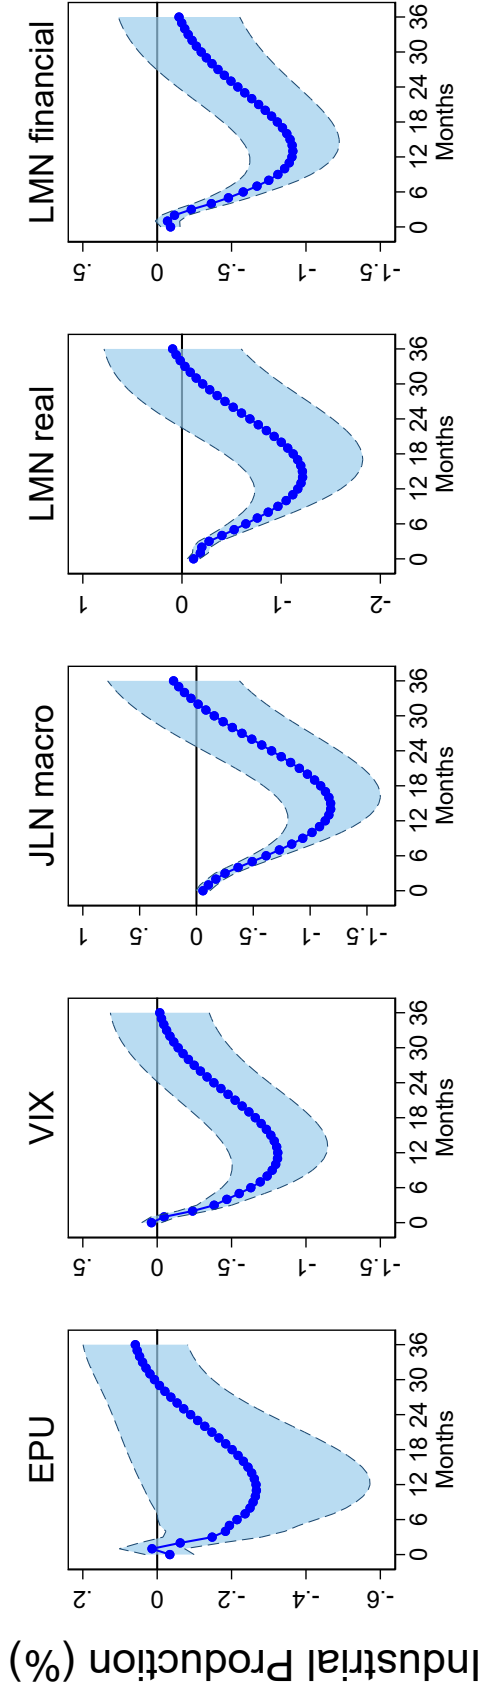 Industrial Production (%)
EPU
.2
0
-.2
-.4
-.6
0 6 12 18 24 30 36
Months
VIX
.5
0
-.5
-1
-1.5
0 6 12 18 24 30 36
Months
JLN macro
1
.5
0
-.5
-1
-1.5
0 6 12 18 24 30 36
Months
LMN real
1
0
-1
-2
0 6 12 18 24 30 36
Months
LMN financial
.5
0
-.5
-1
-1.5
0 6 12 18 24 30 36
Months